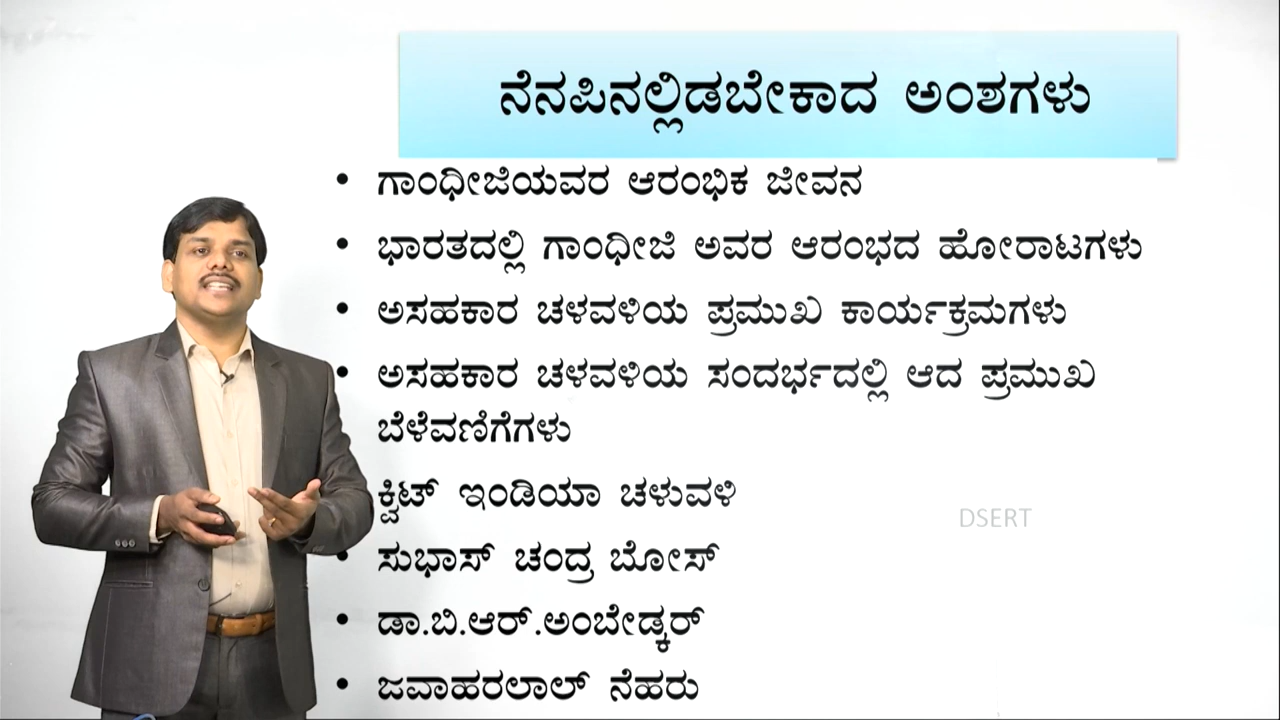 ನೆನಪಿನಲ್ಲಿಡಬೇಕಾದ ಅಂಶಗಳು
• ಗಾಂಧೀಜಿಯವರ ಆರಂಭಿಕ ಜೀವನ
• ಭಾರತದಲ್ಲಿ ಗಾಂಧೀಜಿ ಅವರ ಆರಂಭದ ಹೋರಾಟಗಳು
• ಅಸಹಕಾರ ಚಳವಳಿಯ ಪ್ರಮುಖ ಕಾರ್ಯಕ್ರಮಗಳು
• ಅಸಹಕಾರ ಚಳವಳಿಯ ಸಂದರ್ಭದಲ್ಲಿ ಆದ ಪ್ರಮುಖ
ಬೆಳೆವಣಿಗೆಗಳು
ಕ್ವಿಟ್ ಇಂಡಿಯಾ ಚಳುವಳಿ
DSERT
• ಸುಭಾಸ್ ಚಂದ್ರ ಬೋಸ್
• ಡಾ.ಬಿ.ಆರ್.ಅಂಬೇಡ್ಕರ್
• ಜವಾಹರಲಾಲ್ ನೆಹರು